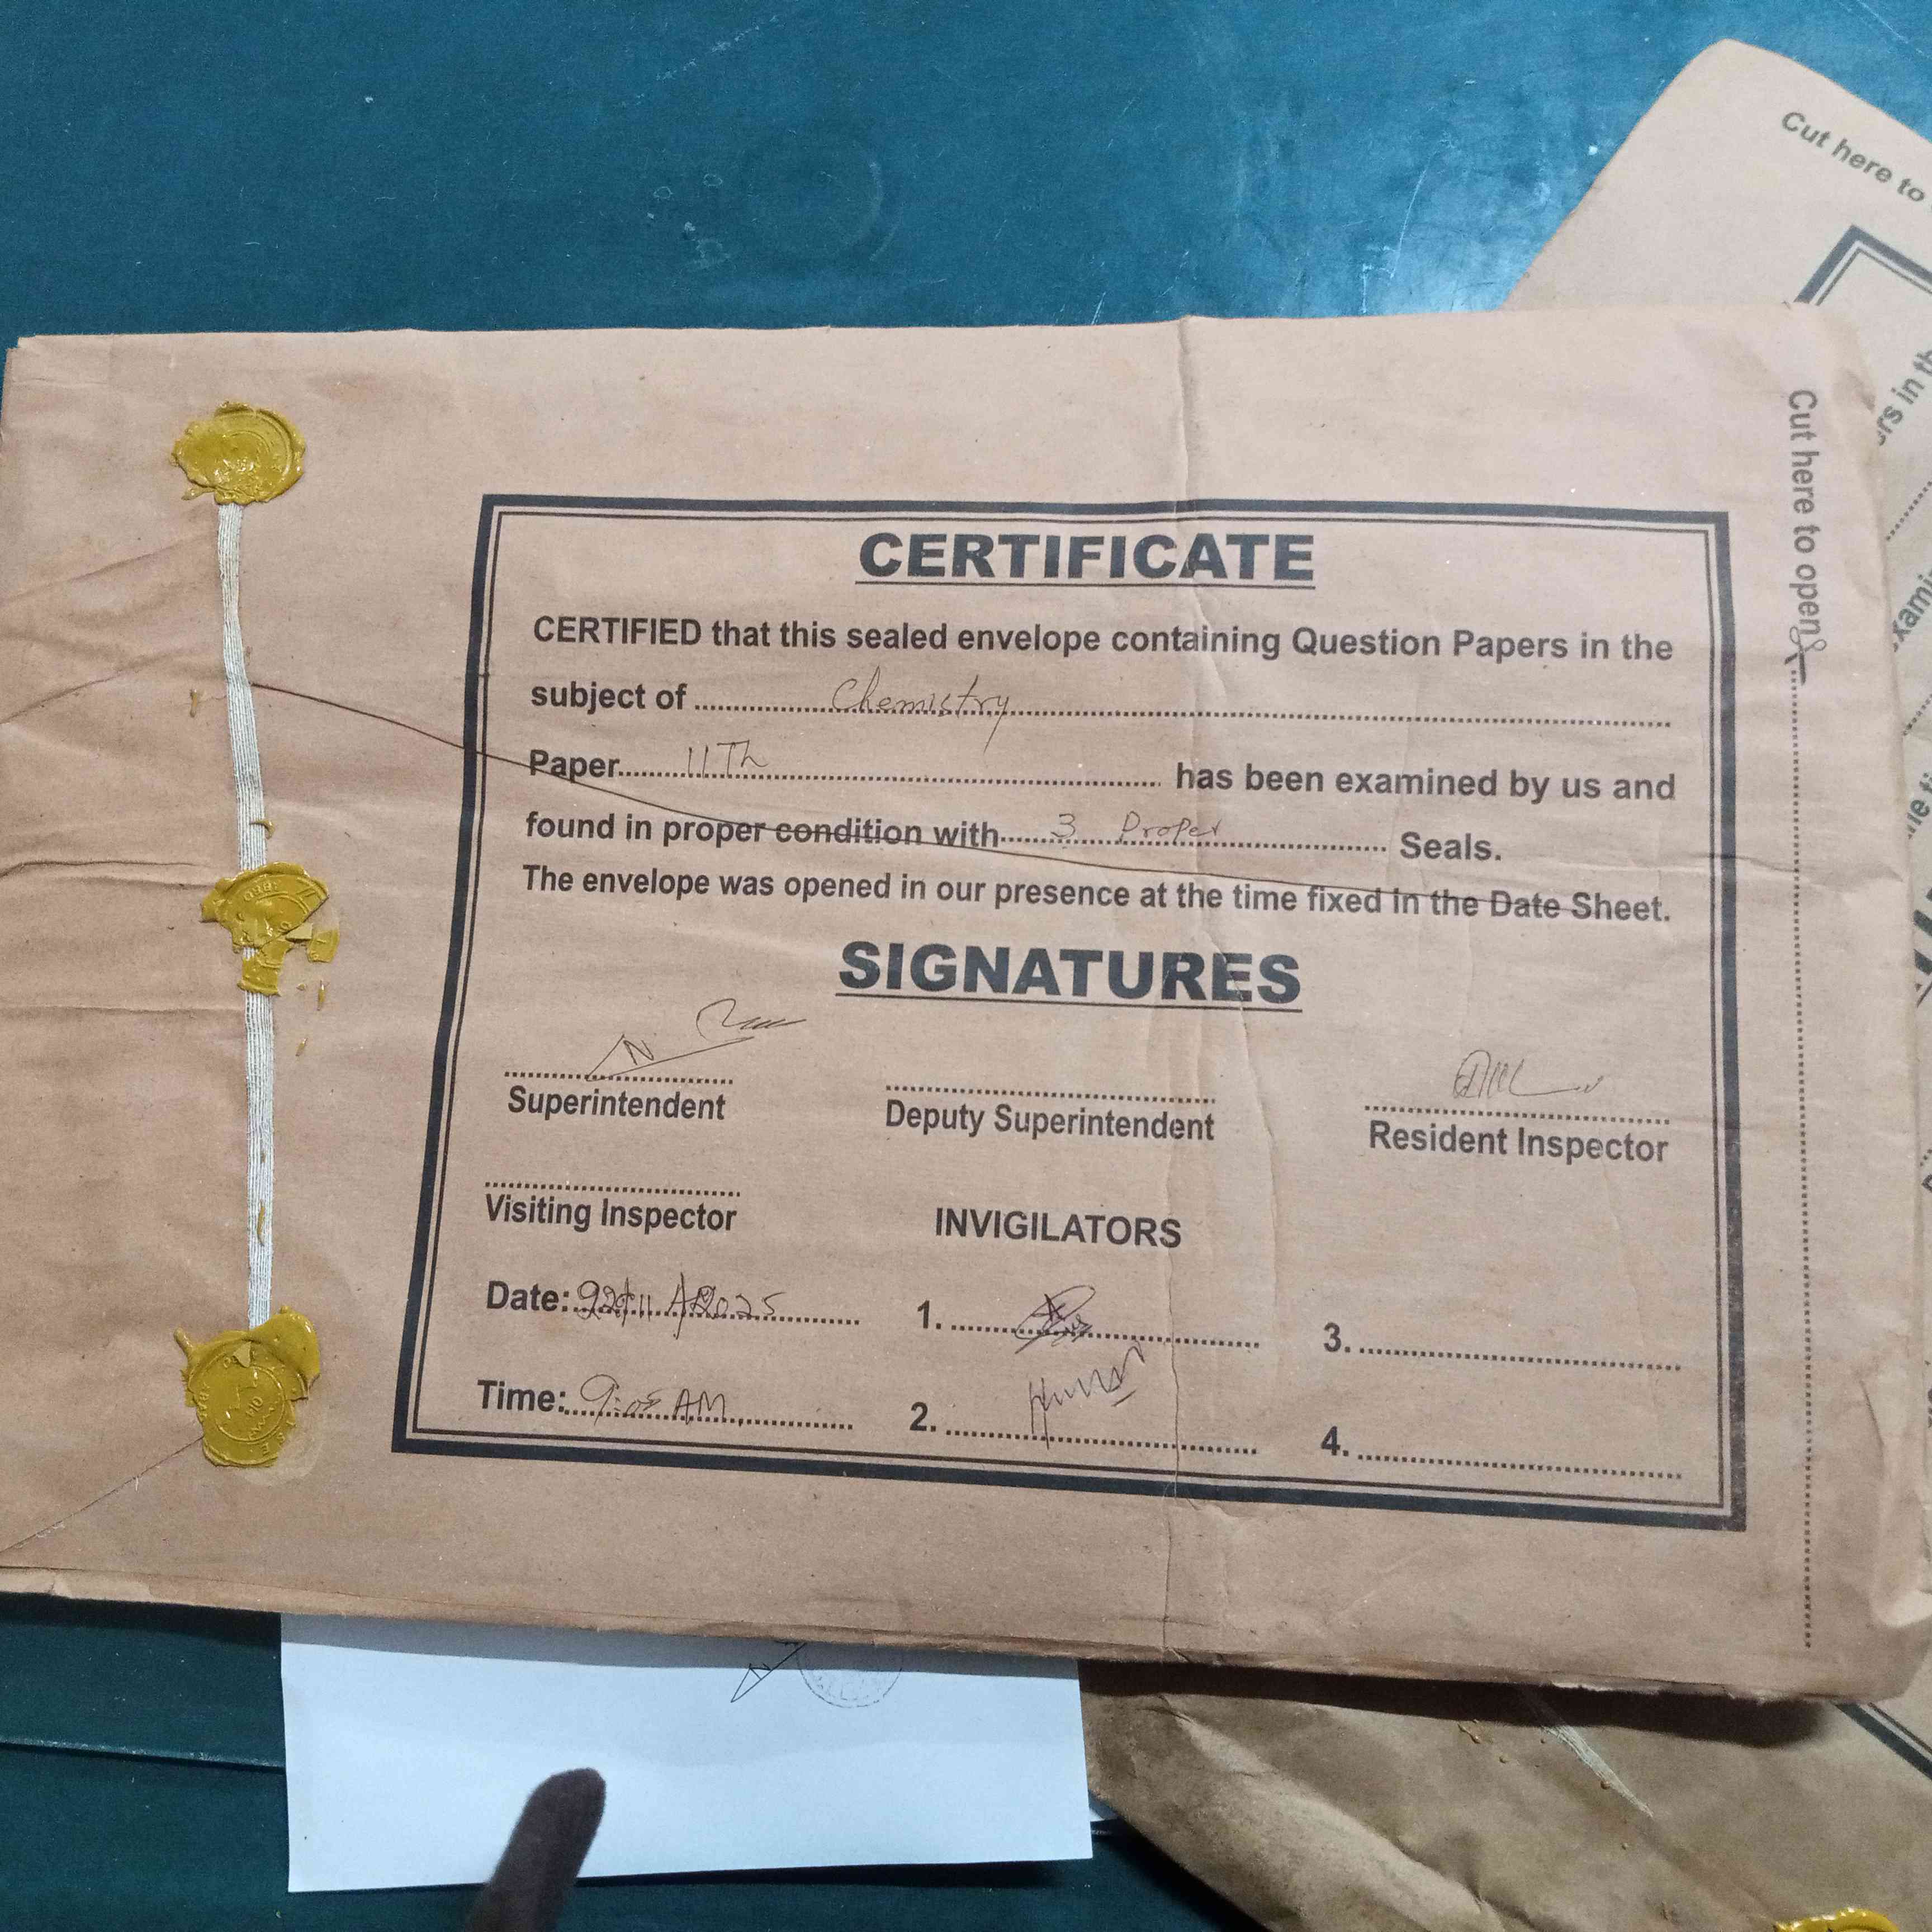 CERTIFICATE
CERTIFIED that this sealed envelope containing Question Papers in the
subject of Chemistry
Paper 11Th has been examined by us and
found in proper condition with 3 Proper Seals.
The envelope was opened in our presence at the time fixed in the Date Sheet.
SIGNATURES
Superintendent
Deputy Superintendent
Resident Inspector
Visiting Inspector
INVIGILATORS
Date:
1.
3.
Time: 9:05 AM
2.
4.
Cut here to open
Cut here to